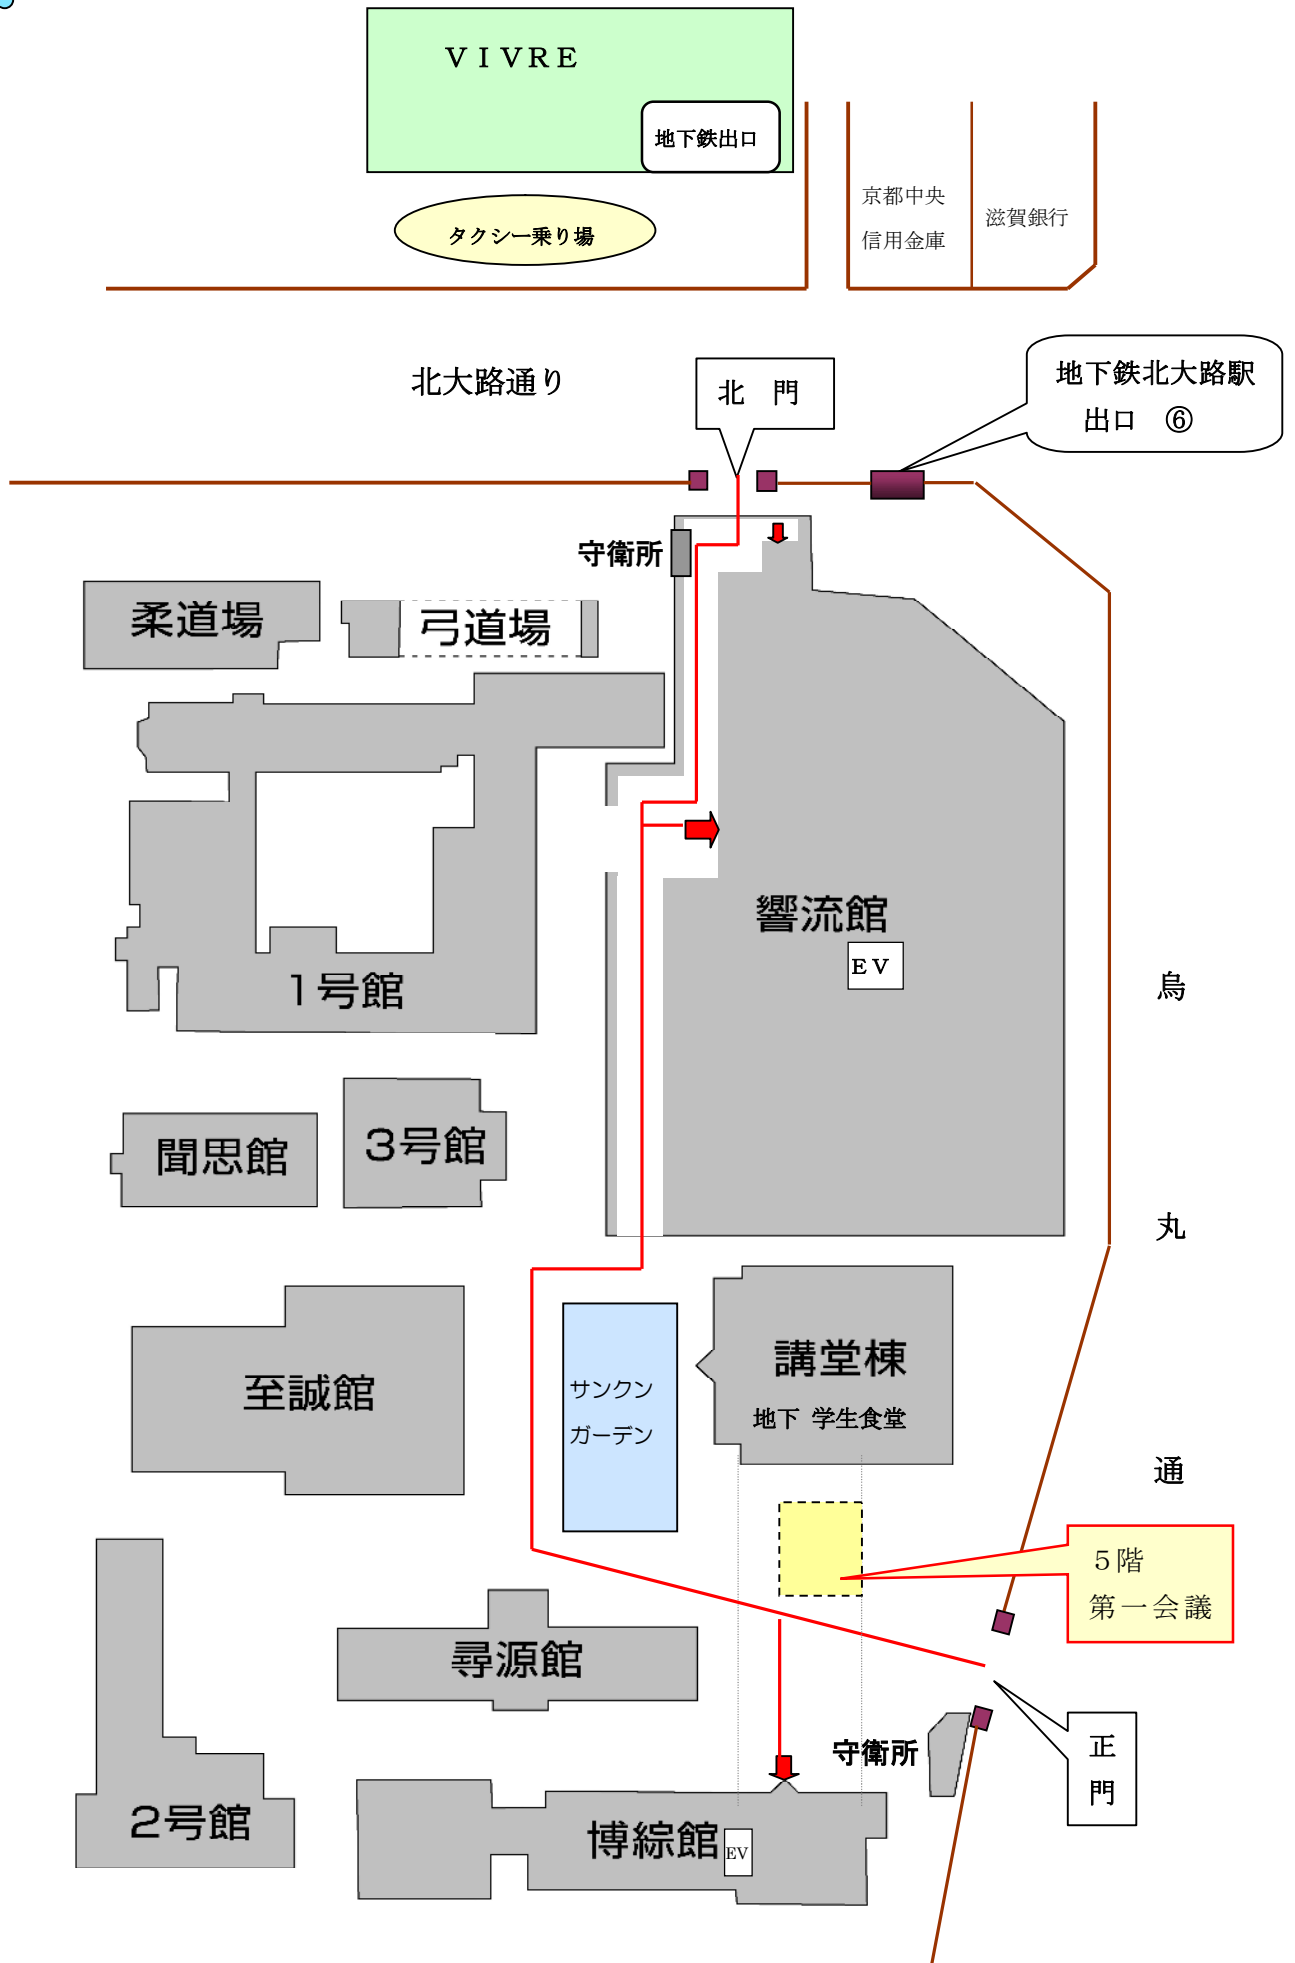 ＶＩＶＲＥ
地下鉄出口
京都中央
信用金庫
滋賀銀行
タクシー乗り場
北大路通り
北　門
地下鉄北大路駅
出口　⑥
守衛所
柔道場
弓道場
響流館
ＥＶ
１号館
烏
丸
通
聞思館
３号館
至誠館
サンクン
ガーデン
講堂棟
地下 学生食堂
５階
第一会議
尋源館
正
門
守衛所
２号館
博綜館
EV